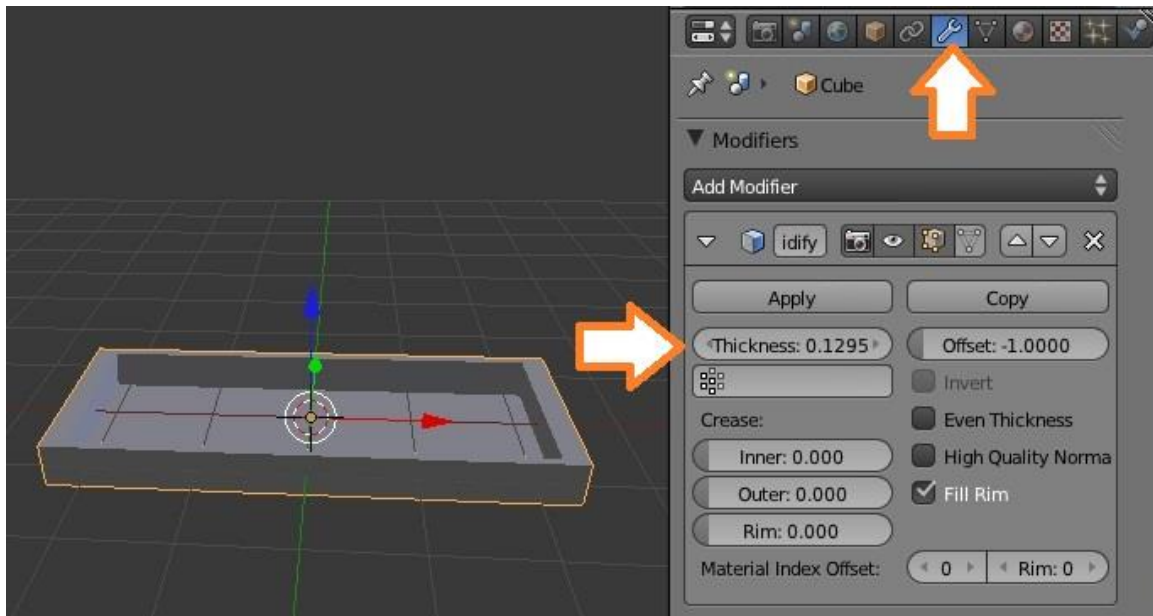 Cube
Modifiers
Add Modifier
idify
Apply
Copy
Thickness: 0.1295
Offset: -1.0000
Invert
Crease:
Even Thickness
Inner: 0.000
High Quality Norma
Outer: 0.000
Fill Rim
Rim: 0.000
Material Index Offset:
0
Rim: 0